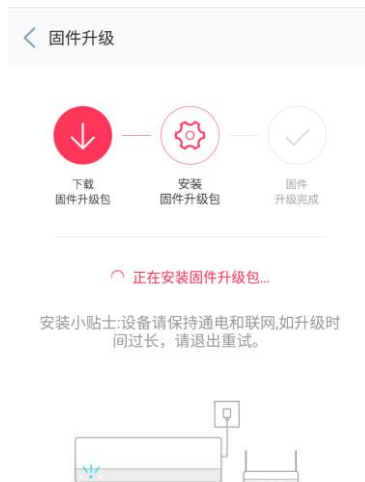 固件升级
下载
固件升级包
安装
固件升级包
固件
升级完成
正在安装固件升级包...
安装小贴士:设备请保持通电和联网,如升级时
间过长，请退出重试。